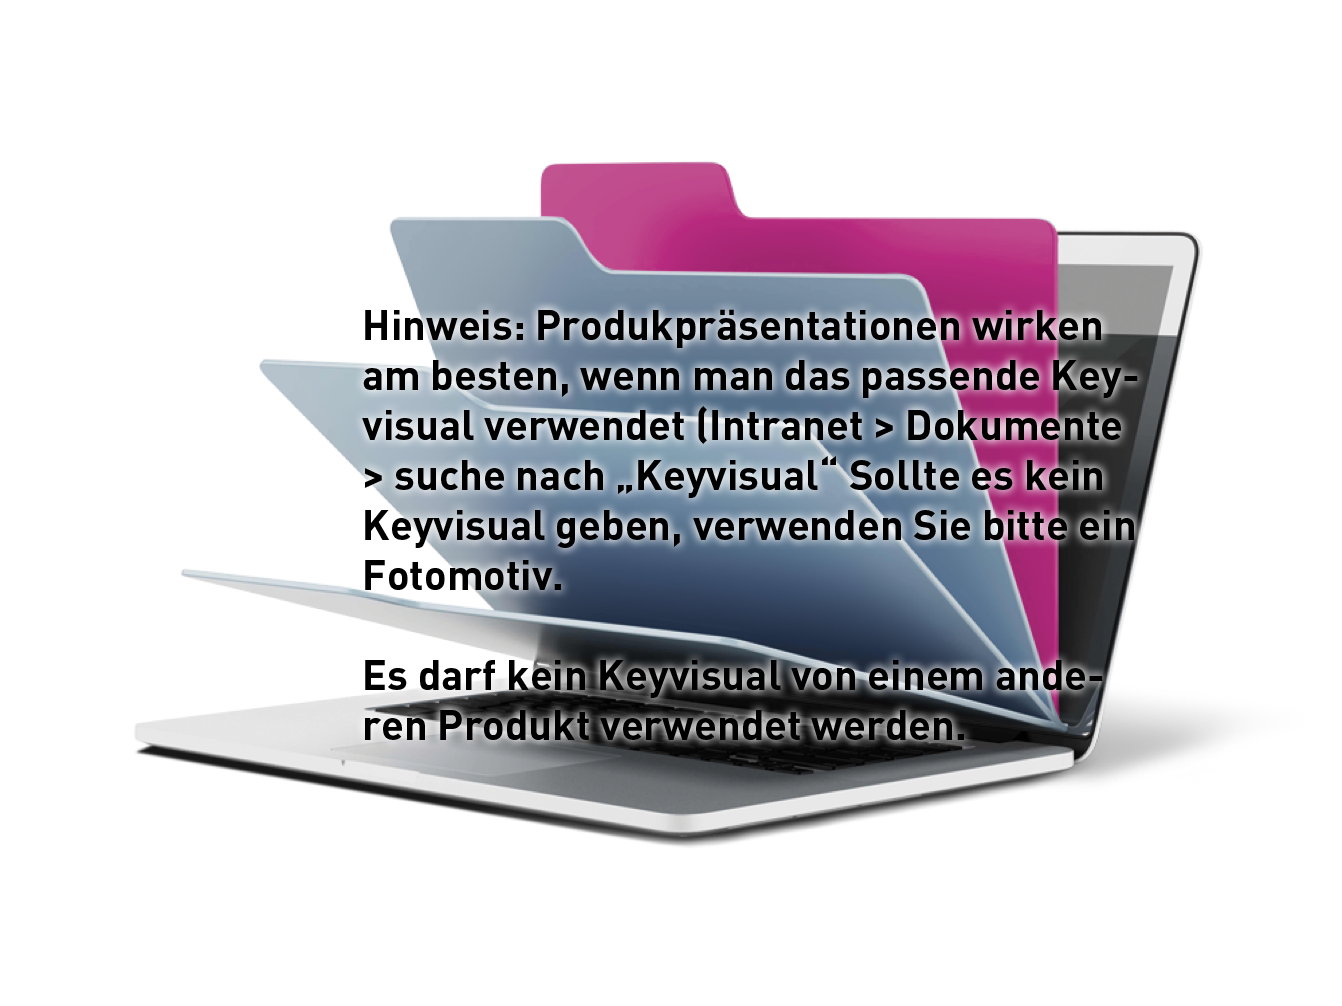 Hinweis: Produkpräsentationen wirken
am besten, wenn man das passende Key-
visual verwendet (Intranet > Dokumente
> suche nach „Keyvisual“ Sollte es kein
Keyvisual geben, verwenden Sie bitte ein
Fotomotiv.
Es darf kein Keyvisual von einem ande-
ren Produkt verwendet werden.